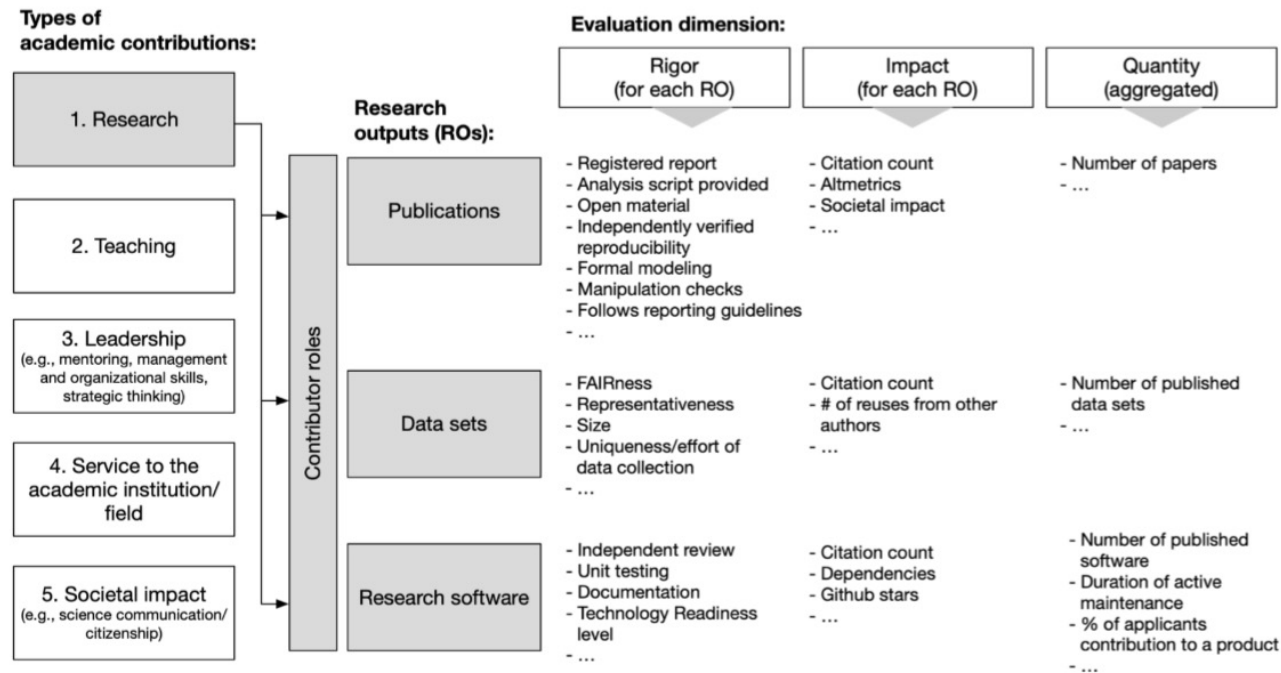 Types of
academic contributions:
1. Research
2. Teaching
3. Leadership
(e.g., mentoring, management
and organizational skills,
strategic thinking)
4. Service to the
academic institution/
field
5. Societal impact
(e.g., science communication/
citizenship)
Contributor roles
Research
outputs (ROs):
Publications
Data sets
Research software
Evaluation dimension:
Rigor
(for each RO)
Impact
(for each RO)
Quantity
(aggregated)
- Registered report
- Analysis script provided
- Open material
- Independently verified
reproducibility
- Formal modeling
- Manipulation checks
- Follows reporting guidelines
- ...
- Citation count
- Altmetrics
- Societal impact
- ...
- Number of papers
- ...
- FAIRness
- Representativeness
- Size
- Uniqueness/effort of
data collection
- ...
- Citation count
- # of reuses from other
authors
- ...
- Number of published
data sets
- ...
- Independent review
- Unit testing
- Documentation
- Technology Readiness
level
- ...
- Citation count
- Dependencies
- Github stars
- ...
- Number of published
software
- Duration of active
maintenance
- % of applicants
contribution to a product
- ...